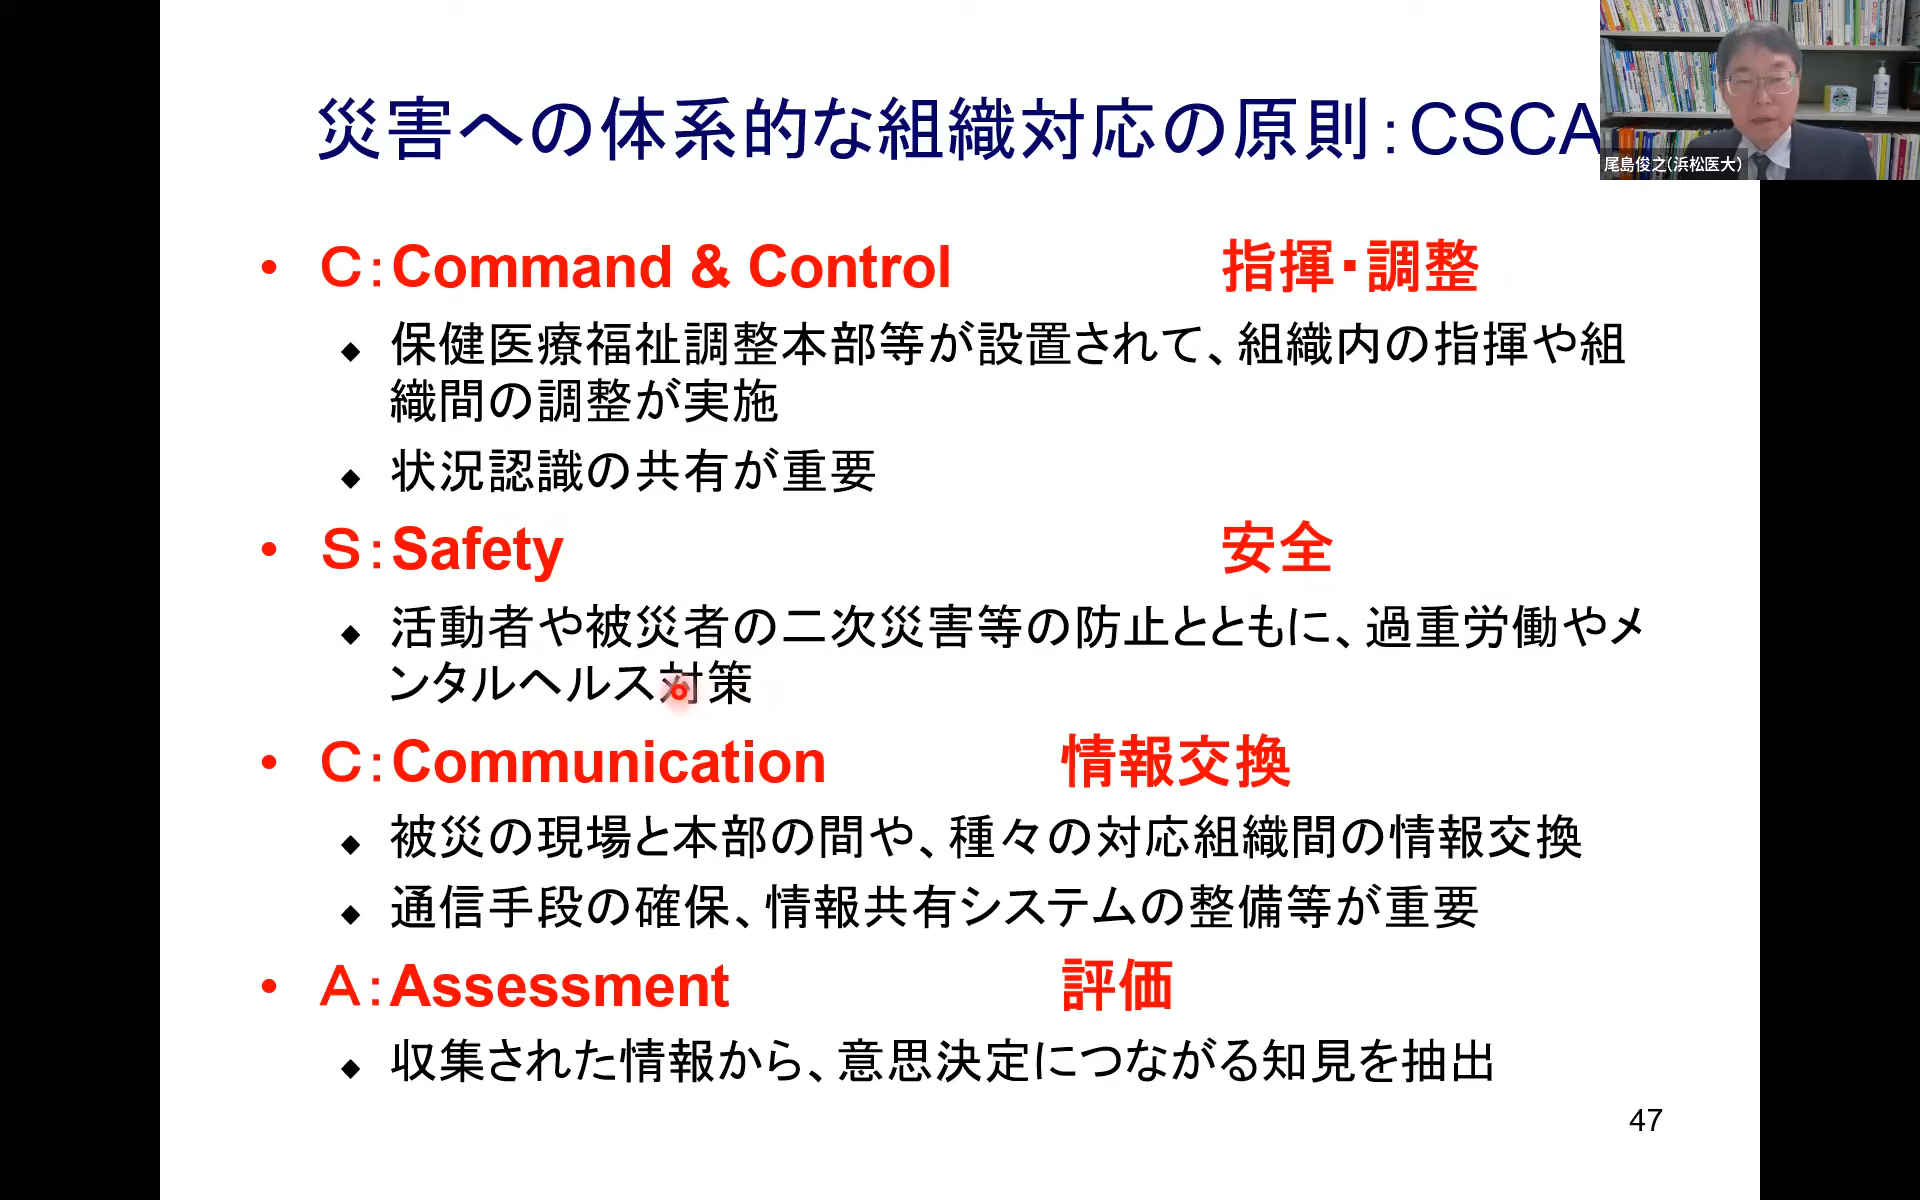 災害への体系的な組織対応の原則：CSCA
尾島俊之(浜松医大)
• Ｃ：Command & Control 指揮・調整
◆ 保健医療福祉調整本部等が設置されて、組織内の指揮や組
織間の調整が実施
◆ 状況認識の共有が重要
• Ｓ：Safety 安全
◆ 活動者や被災者の二次災害等の防止とともに、過重労働やメ
ンタルヘルス対策
• Ｃ：Communication 情報交換
◆ 被災の現場と本部の間や、種々の対応組織間の情報交換
◆ 通信手段の確保、情報共有システムの整備等が重要
• Ａ：Assessment 評価
◆ 収集された情報から、意思決定につながる知見を抽出
47